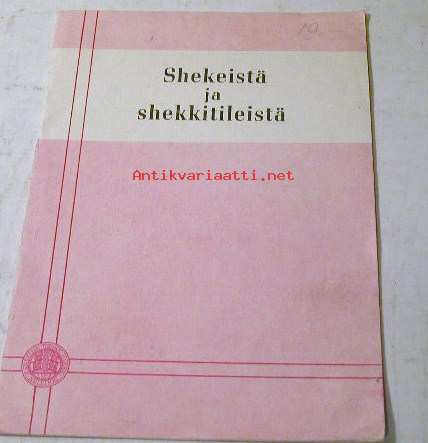 10.
Shekeistä
ja
shekkitileistä
Antikvariaatti.net